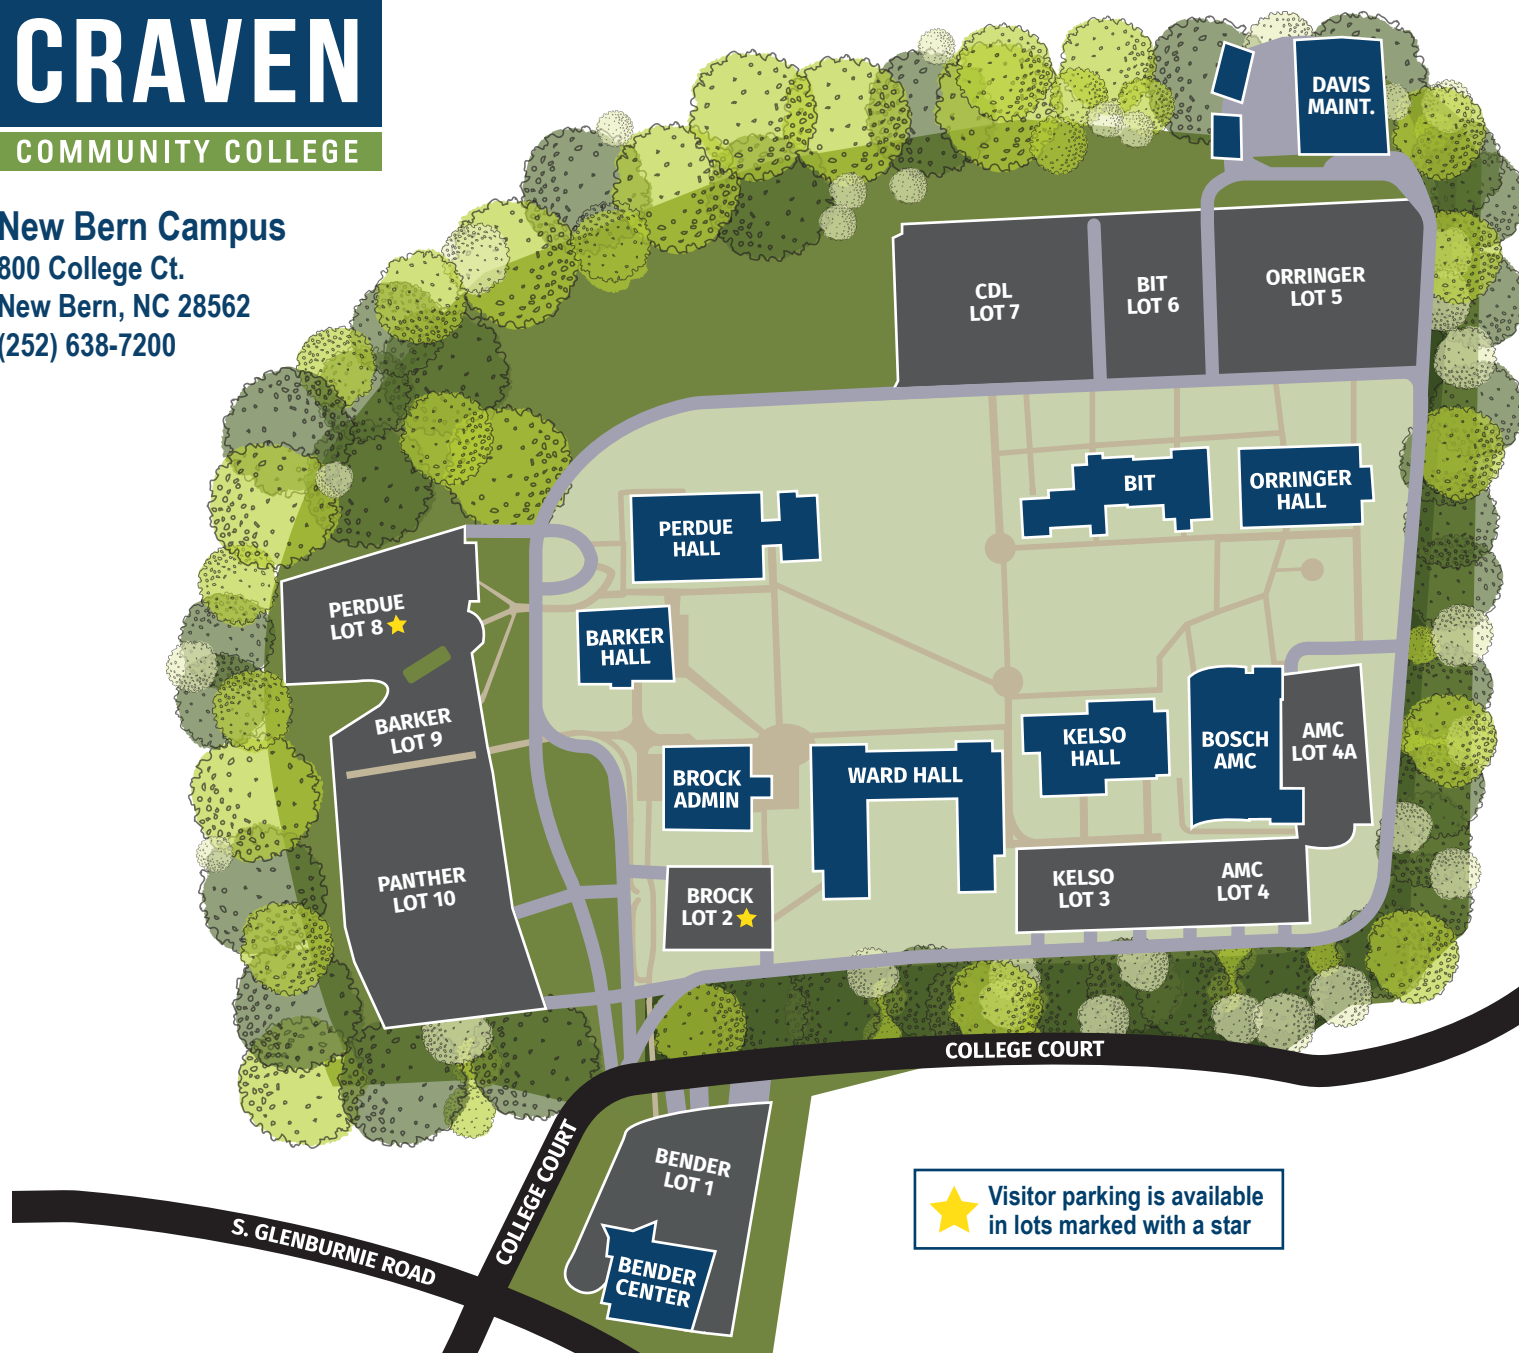 CRAVEN
COMMUNITY COLLEGE
New Bern Campus
800 College Ct.
New Bern, NC 28562
(252) 638-7200
DAVIS
MAINT.
CDL
LOT 7
BIT
LOT 6
ORRINGER
LOT 5
PERDUE
HALL
BIT
ORRINGER
HALL
PERDUE
LOT 8
BARKER
HALL
BARKER
LOT 9
BROCK
ADMIN
WARD HALL
KELSO
HALL
BOSCH
AMC
AMC
LOT 4A
PANTHER
LOT 10
BROCK
LOT 2
KELSO
LOT 3
AMC
LOT 4
COLLEGE COURT
COLLEGE COURT
BENDER
LOT 1
S. GLENBURNIE ROAD
BENDER
CENTER
Visitor parking is available
in lots marked with a star